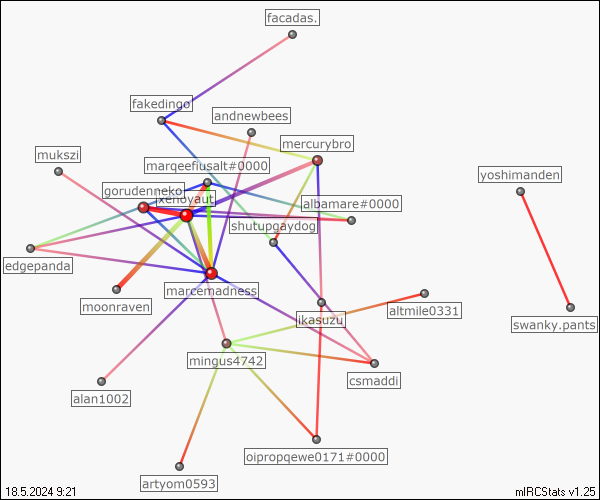 facadas.
fakedingo
andnewbees
mercurybro
mukszi
marqeefiusalt#0000
yoshimanden
gorudenneko
xenoyaut
albamare#0000
shutupgaydog
edgepanda
marcemadness
moonraven
ikasuzu
altmile0331
swanky.pants
mingus4742
csmaddi
alan1002
oipropqewe0171#0000
artyom0593
18.5.2024 9:21
mIRCStats v1.25